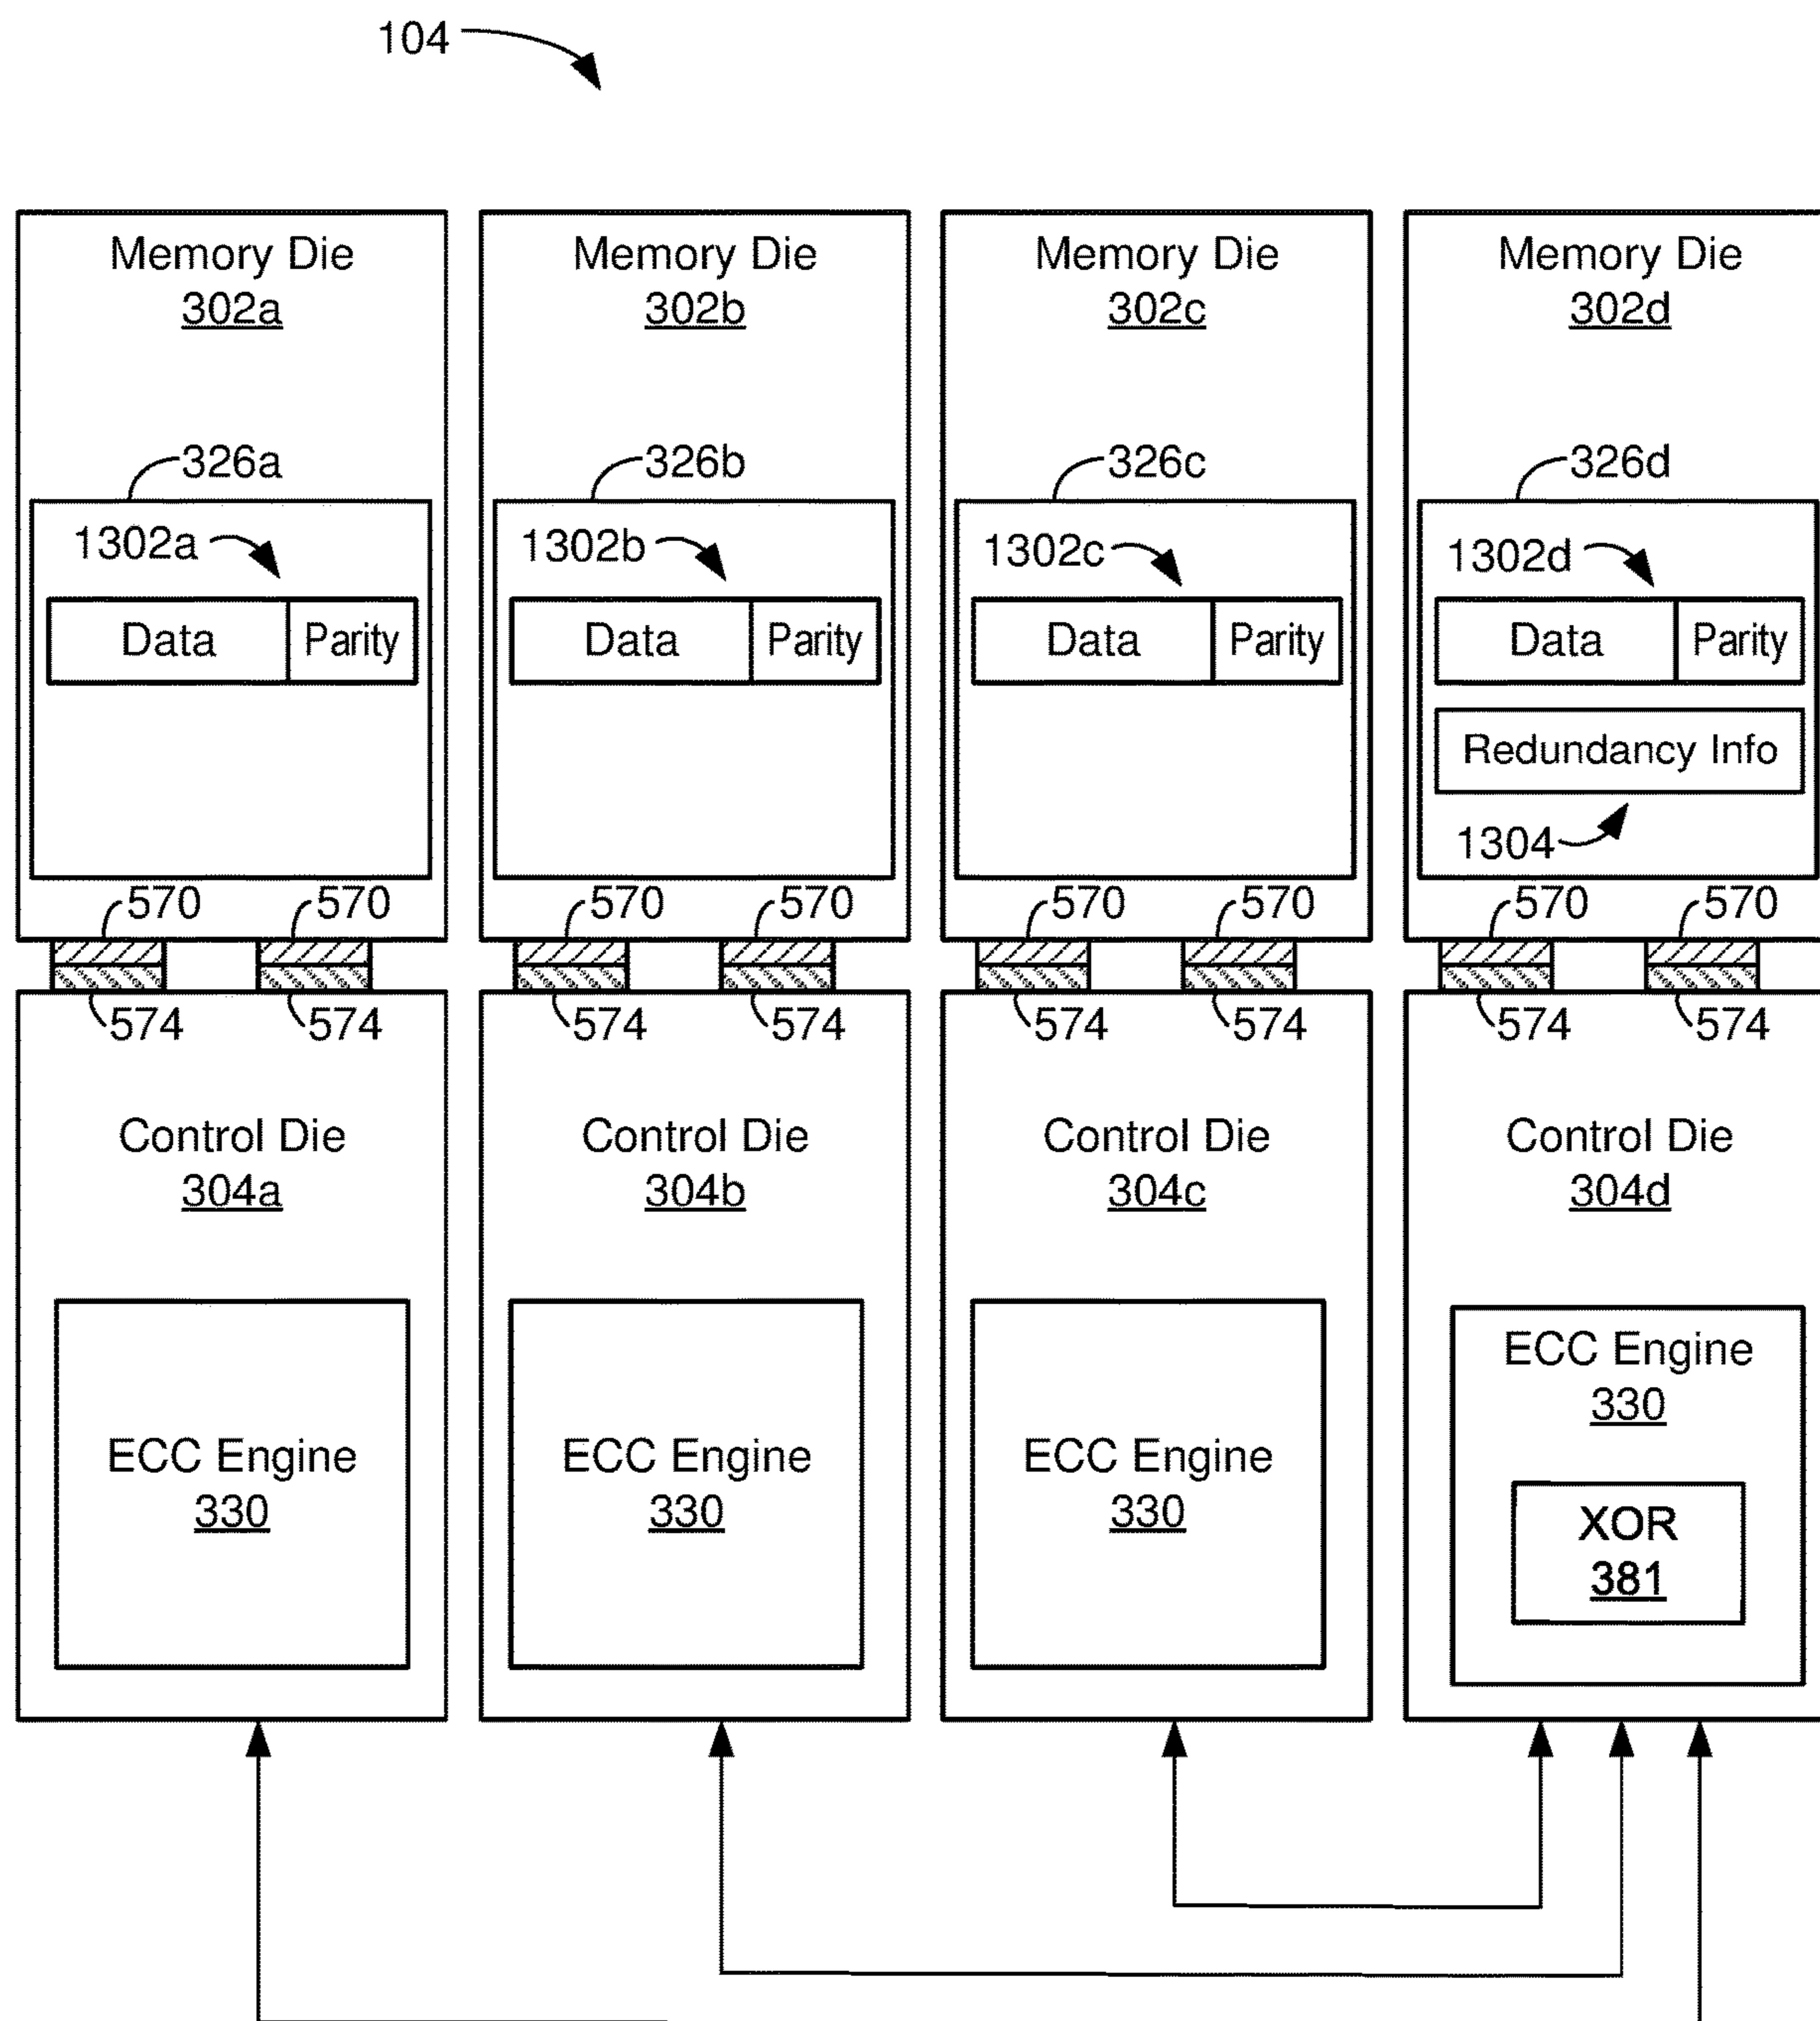 104
Memory Die
302a
Memory Die
302b
Memory Die
302c
Memory Die
302d
326a
326b
326c
326d
1302a
1302b
1302c
1302d
Data
Parity
Data
Parity
Data
Parity
Data
Parity
Redundancy Info
1304
570
570
570
570
570
570
570
570
574
574
574
574
574
574
574
574
Control Die
304a
Control Die
304b
Control Die
304c
Control Die
304d
ECC Engine
330
ECC Engine
330
ECC Engine
330
ECC Engine
330
XOR
381